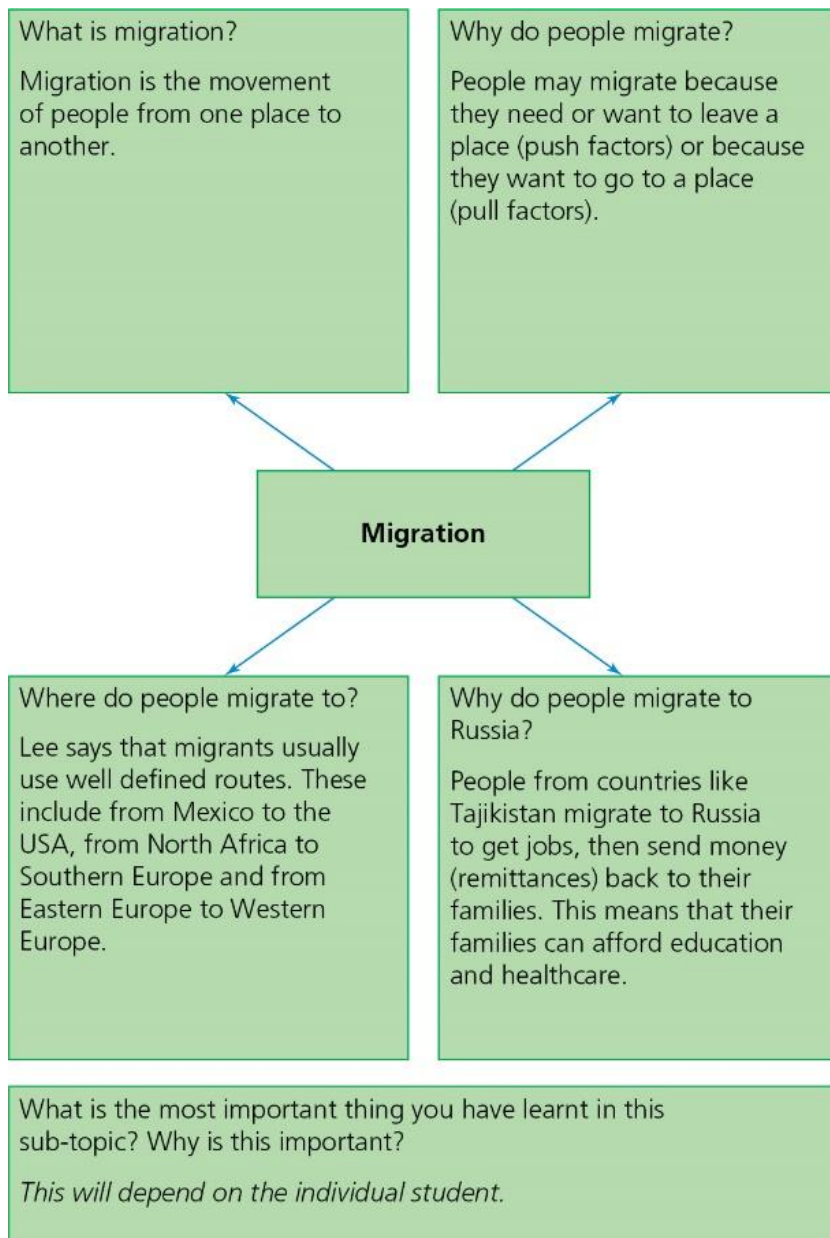 What is migration?
Migration is the movement
of people from one place to
another.
Why do people migrate?
People may migrate because
they need or want to leave a
place (push factors) or because
they want to go to a place
(pull factors).
Migration
Where do people migrate to?
Lee says that migrants usually
use well defined routes. These
include from Mexico to the
USA, from North Africa to
Southern Europe and from
Eastern Europe to Western
Europe.
Why do people migrate to
Russia?
People from countries like
Tajikistan migrate to Russia
to get jobs, then send money
(remittances) back to their
families. This means that their
families can afford education
and healthcare.
What is the most important thing you have learnt in this
sub-topic? Why is this important?
This will depend on the individual student.